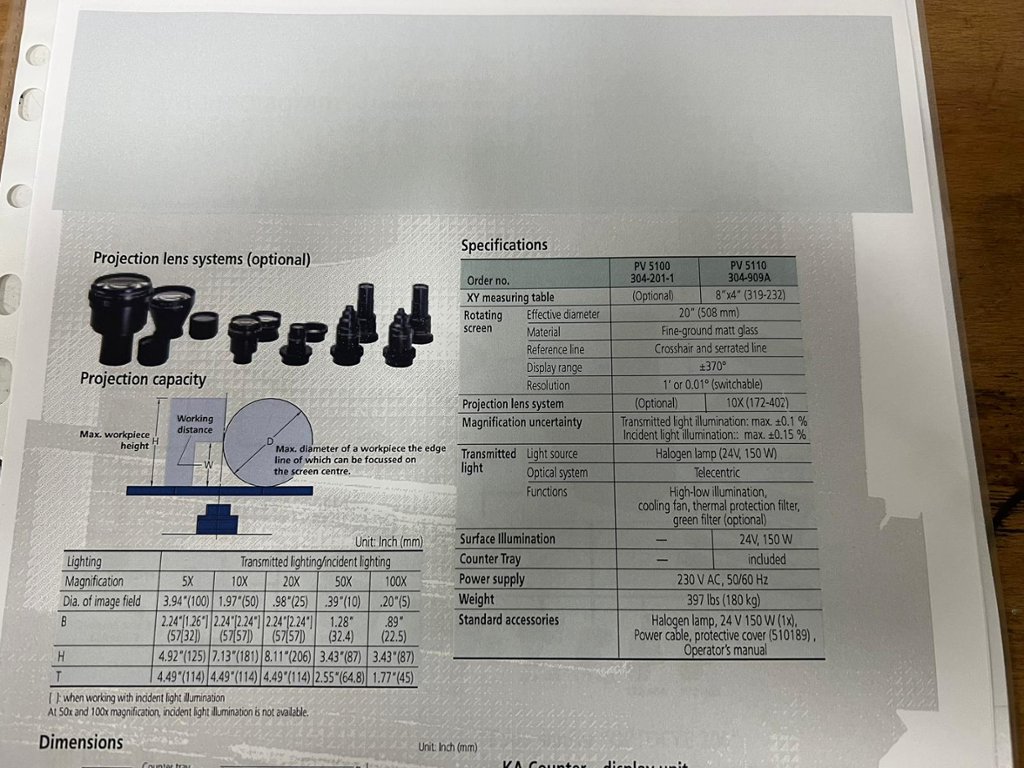 Projection lens systems (optional)
Projection capacity
Max. workpiece
height
H
Working
distance
W
D
Max. diameter of a workpiece the edge
line of which can be focussed on
the screen centre.
Unit: Inch (mm)
Lighting Transmitted lighting/incident lighting
Magnification 5X 10X 20X 50X 100X
Dia. of image field 3.94"(100) 1.97"(50) .98"(25) .39"(10) .20"(5)
B 2.24"[1.26"] 2.24"[2.24"] 2.24"[2.24"] 1.28" .89"
(57[32]) (57[57]) (57[57]) (32.4) (22.5)
H 4.92"(125) 7.13"(181) 8.11"(206) 3.43"(87) 3.43"(87)
T 4.49"(114) 4.49"(114) 4.49"(114) 2.55"(64.8) 1.77"(45)
[ ]: when working with incident light illumination
At 50x and 100x magnification, incident light illumination is not available.
Dimensions
Unit: Inch (mm)
Counter tray
Specifications
Order no. PV 5100 PV 5110
304-201-1 304-909A
XY measuring table (Optional) 8"x4" (319-232)
Rotating screen Effective diameter 20" (508 mm)
Material Fine-ground matt glass
Reference line Crosshair and serrated line
Display range ±370°
Resolution 1' or 0.01° (switchable)
Projection lens system (Optional) 10X (172-402)
Magnification uncertainty Transmitted light illumination: max. ±0.1 %
Incident light illumination:: max. ±0.15 %
Transmitted light Light source Halogen lamp (24V, 150 W)
Optical system Telecentric
Functions High-low illumination,
cooling fan, thermal protection filter,
green filter (optional)
Surface Illumination — 24V, 150 W
Counter Tray — included
Power supply 230 V AC, 50/60 Hz
Weight 397 lbs (180 kg)
Standard accessories Halogen lamp, 24 V 150 W (1x),
Power cable, protective cover (510189) ,
Operator's manual
KA Counter – display unit